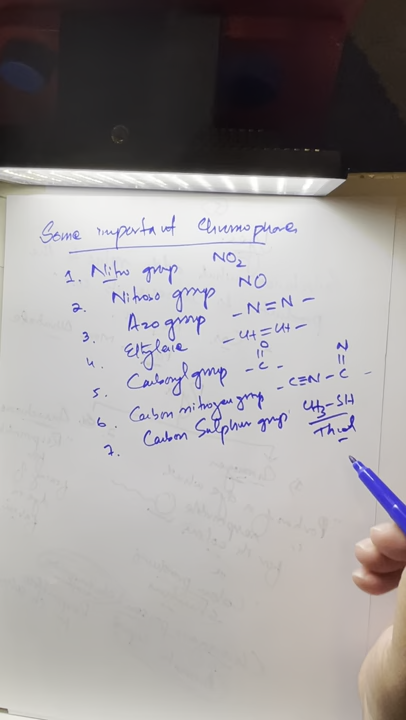 Some important Chromophores
1. Nitro group NO₂
2. Nitroso group NO
3. Azo group -N=N-
4. Ethylene -CH=CH-
5. Carbonyl group O || -C-
6. Carbon nitrogen group -C≡N- N || C -
7. Carbon Sulphur group CH₃-SH
Thiol